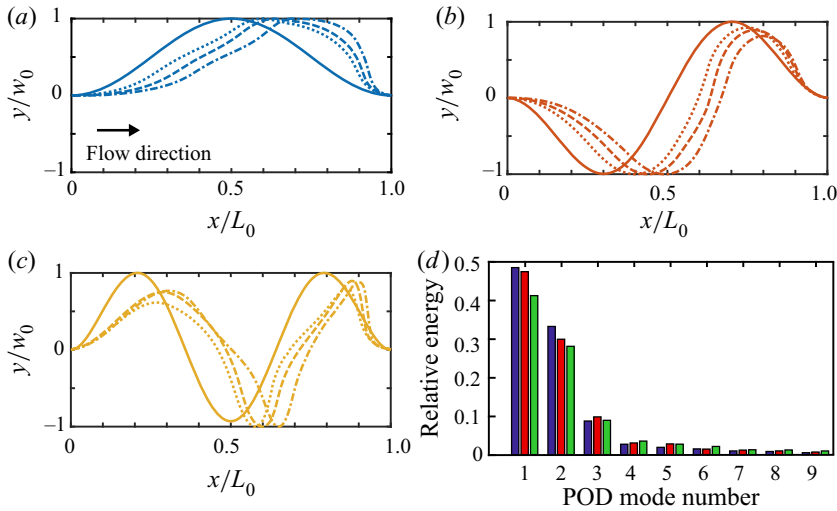 (a)
y/w0
1
0
−1
Flow direction
0
0.5
1.0
x/L0
(b)
y/w0
1
0
−1
0
0.5
1.0
x/L0
(c)
y/w0
1
0
−1
0
0.5
1.0
x/L0
(d)
Relative energy
0.5
0.4
0.3
0.2
0.1
0
1 2 3 4 5 6 7 8 9
POD mode number